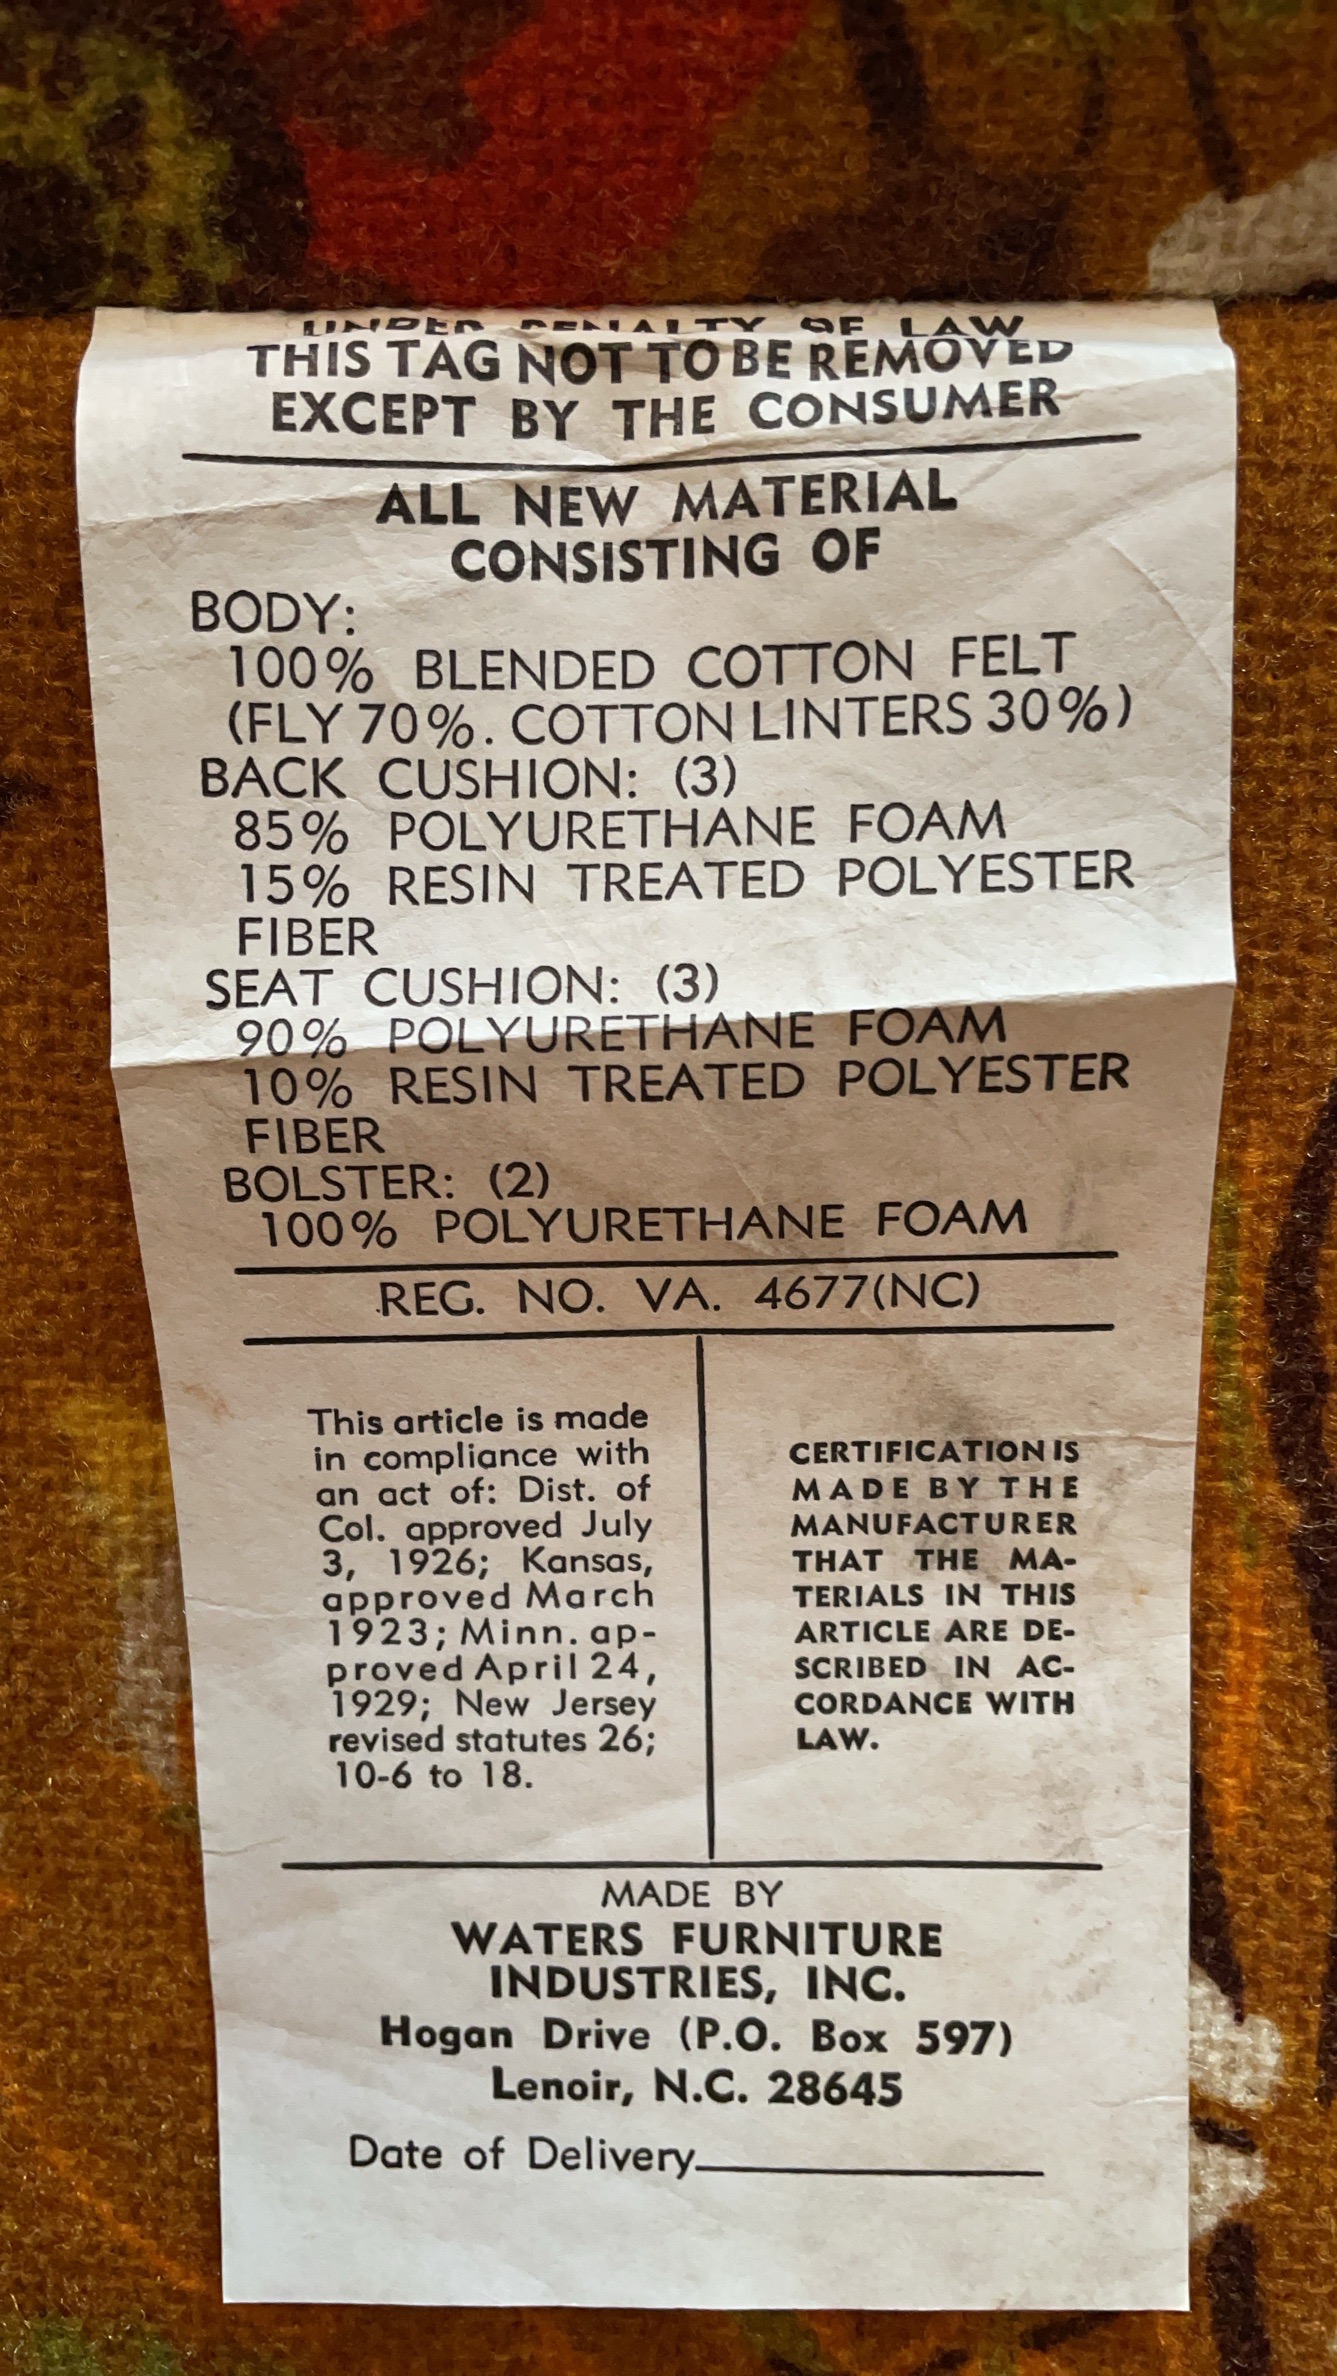 UNDER PENALTY OF LAW
THIS TAG NOT TO BE REMOVED
EXCEPT BY THE CONSUMER
ALL NEW MATERIAL
CONSISTING OF
BODY:
100% BLENDED COTTON FELT
(FLY 70%. COTTON LINTERS 30%)
BACK CUSHION: (3)
85% POLYURETHANE FOAM
15% RESIN TREATED POLYESTER
FIBER
SEAT CUSHION: (3)
90% POLYURETHANE FOAM
10% RESIN TREATED POLYESTER
FIBER
BOLSTER: (2)
100% POLYURETHANE FOAM
REG. NO. VA. 4677(NC)
This article is made
in compliance with
an act of: Dist. of
Col. approved July
3, 1926; Kansas,
approved March
1923; Minn. ap-
proved April 24,
1929; New Jersey
revised statutes 26;
10-6 to 18.
CERTIFICATION IS
MADE BY THE
MANUFACTURER
THAT THE MA-
TERIALS IN THIS
ARTICLE ARE DE-
SCRIBED IN AC-
CORDANCE WITH
LAW.
MADE BY
WATERS FURNITURE
INDUSTRIES, INC.
Hogan Drive (P.O. Box 597)
Lenoir, N.C. 28645
Date of Delivery